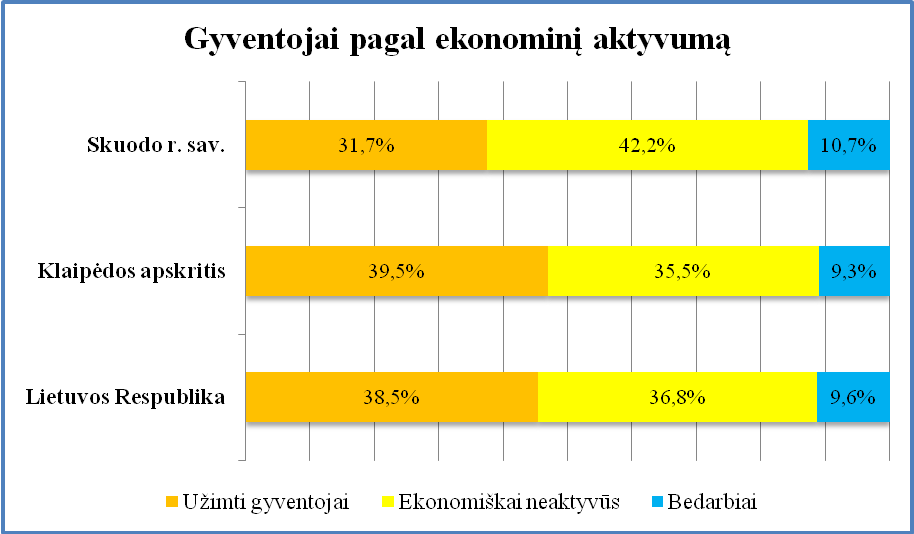 Gyventojai pagal ekonominį aktyvumą
Skuodo r. sav.
31,7%
42,2%
10,7%
Klaipėdos apskritis
39,5%
35,5%
9,3%
Lietuvos Respublika
38,5%
36,8%
9,6%
Užimti gyventojai
Ekonomiškai neaktyvūs
Bedarbiai